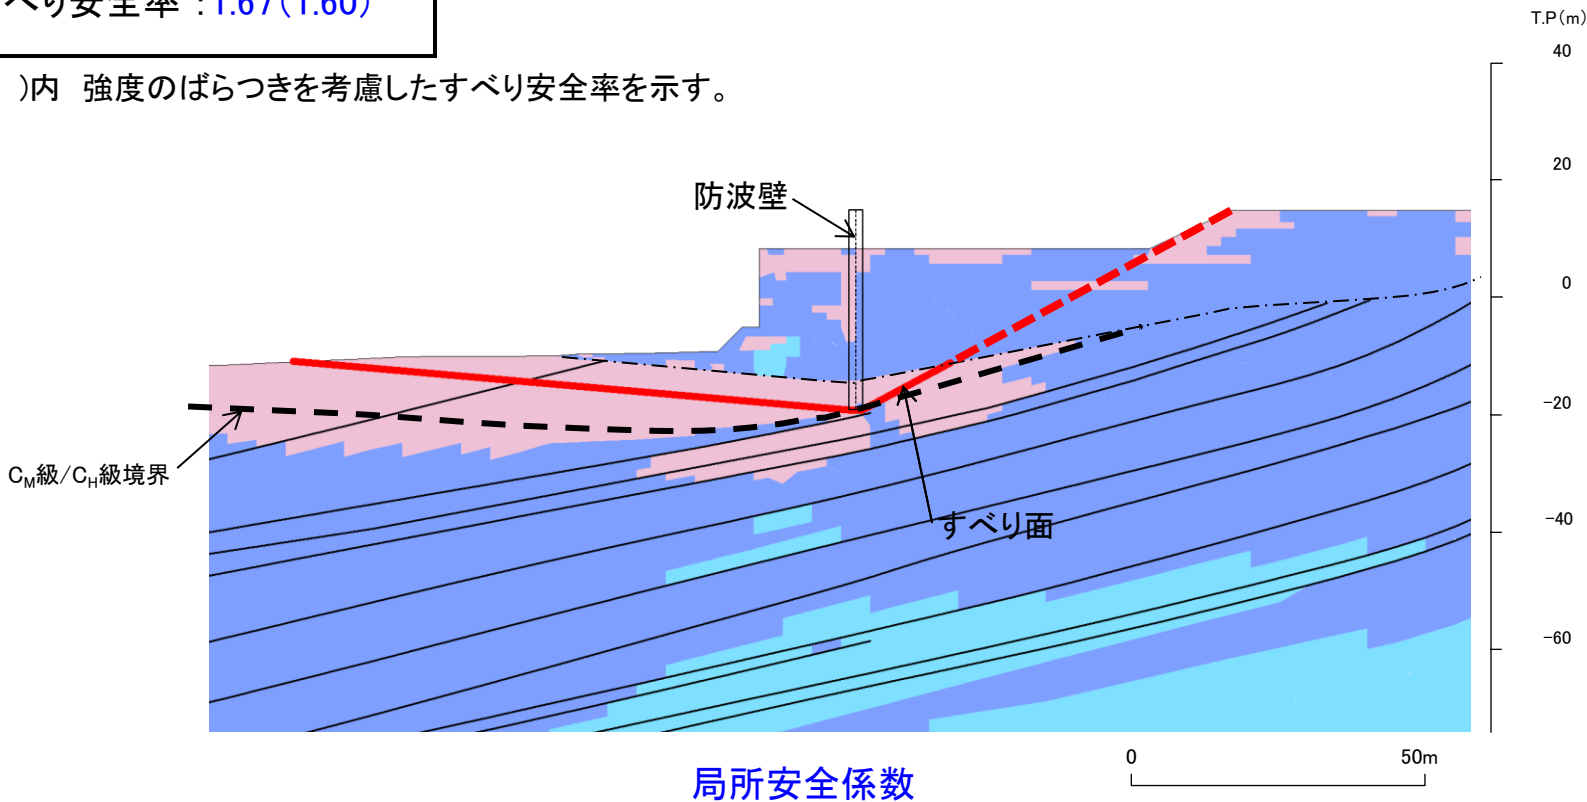 べり安全率:1.67(1.60)
)内 強度のばらつきを考慮したすべり安全率を示す。
T.P(m)
40
20
0
-20
-40
-60
防波壁
CM級/CH級境界
すべり面
0 50m
局所安全係数